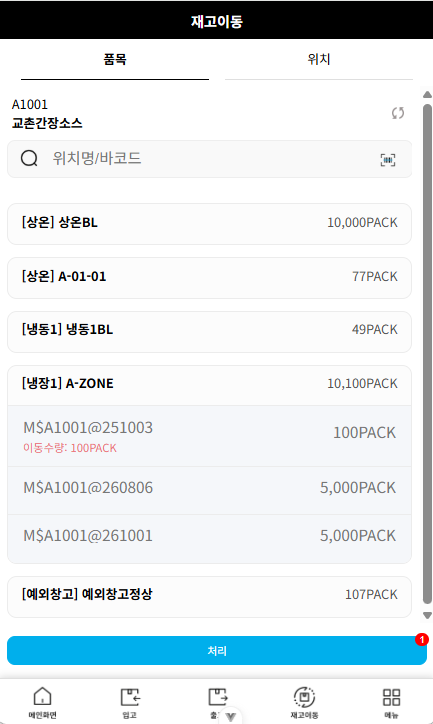 재고이동
품목
위치
A1001
교촌간장소스
위치명/바코드
[상온] 상온BL 10,000PACK
[상온] A-01-01 77PACK
[냉동1] 냉동1BL 49PACK
[냉장1] A-ZONE 10,100PACK
M$A1001@251003 100PACK
이동수량: 100PACK
M$A1001@260806 5,000PACK
M$A1001@261001 5,000PACK
[예외창고] 예외창고정상 107PACK
처리
1
메인화면
입고
재고이동
메뉴